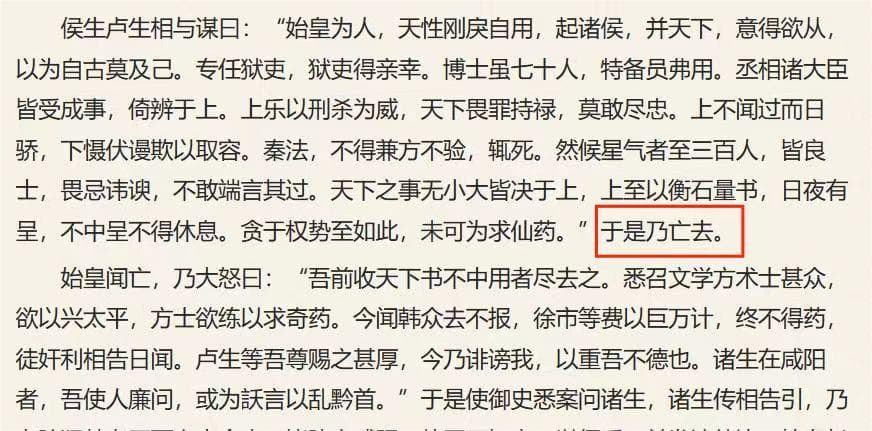 侯生卢生相与谋曰：“始皇为人，天性刚戾自用，起诸侯，并天下，意得欲从，
以为自古莫及己。专任狱吏，狱吏得亲幸。博士虽七十人，特备员弗用。丞相诸大臣
皆受成事，倚辨于上。上乐以刑杀为威，天下畏罪持禄，莫敢尽忠。上不闻过而日
骄，下慑伏谩欺以取容。秦法，不得兼方不验，辄死。然候星气者至三百人，皆良
士，畏忌讳谀，不敢端言其过。天下之事无小大皆决于上，上至以衡石量书，日夜有
呈，不中呈不得休息。贪于权势至如此，未可为求仙药。”于是乃亡去。
始皇闻亡，乃大怒曰：“吾前收天下书不中用者尽去之。悉召文学方术士甚众，
欲以兴太平，方士欲练以求奇药。今闻韩众去不报，徐市等费以巨万计，终不得药，
徒奸利相告日闻。卢生等吾尊赐之甚厚，今乃诽谤我，以重吾不德也。诸生在咸阳
者，吾使人廉问，或为訞言以乱黔首。”于是使御史悉案问诸生，诸生传相告引，乃